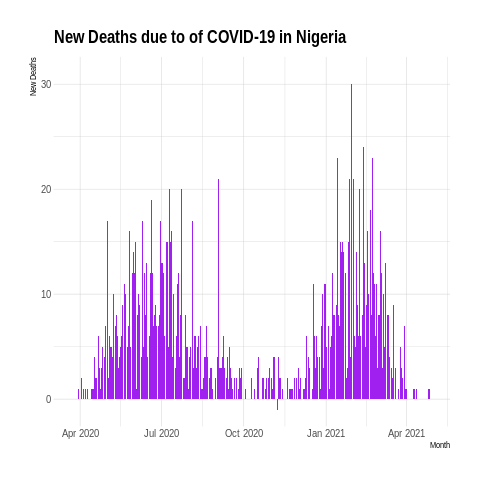 New Deaths due to of COVID-19 in Nigeria
New Deaths
30
20
10
0
Apr 2020 Jul 2020 Oct 2020 Jan 2021 Apr 2021
Month